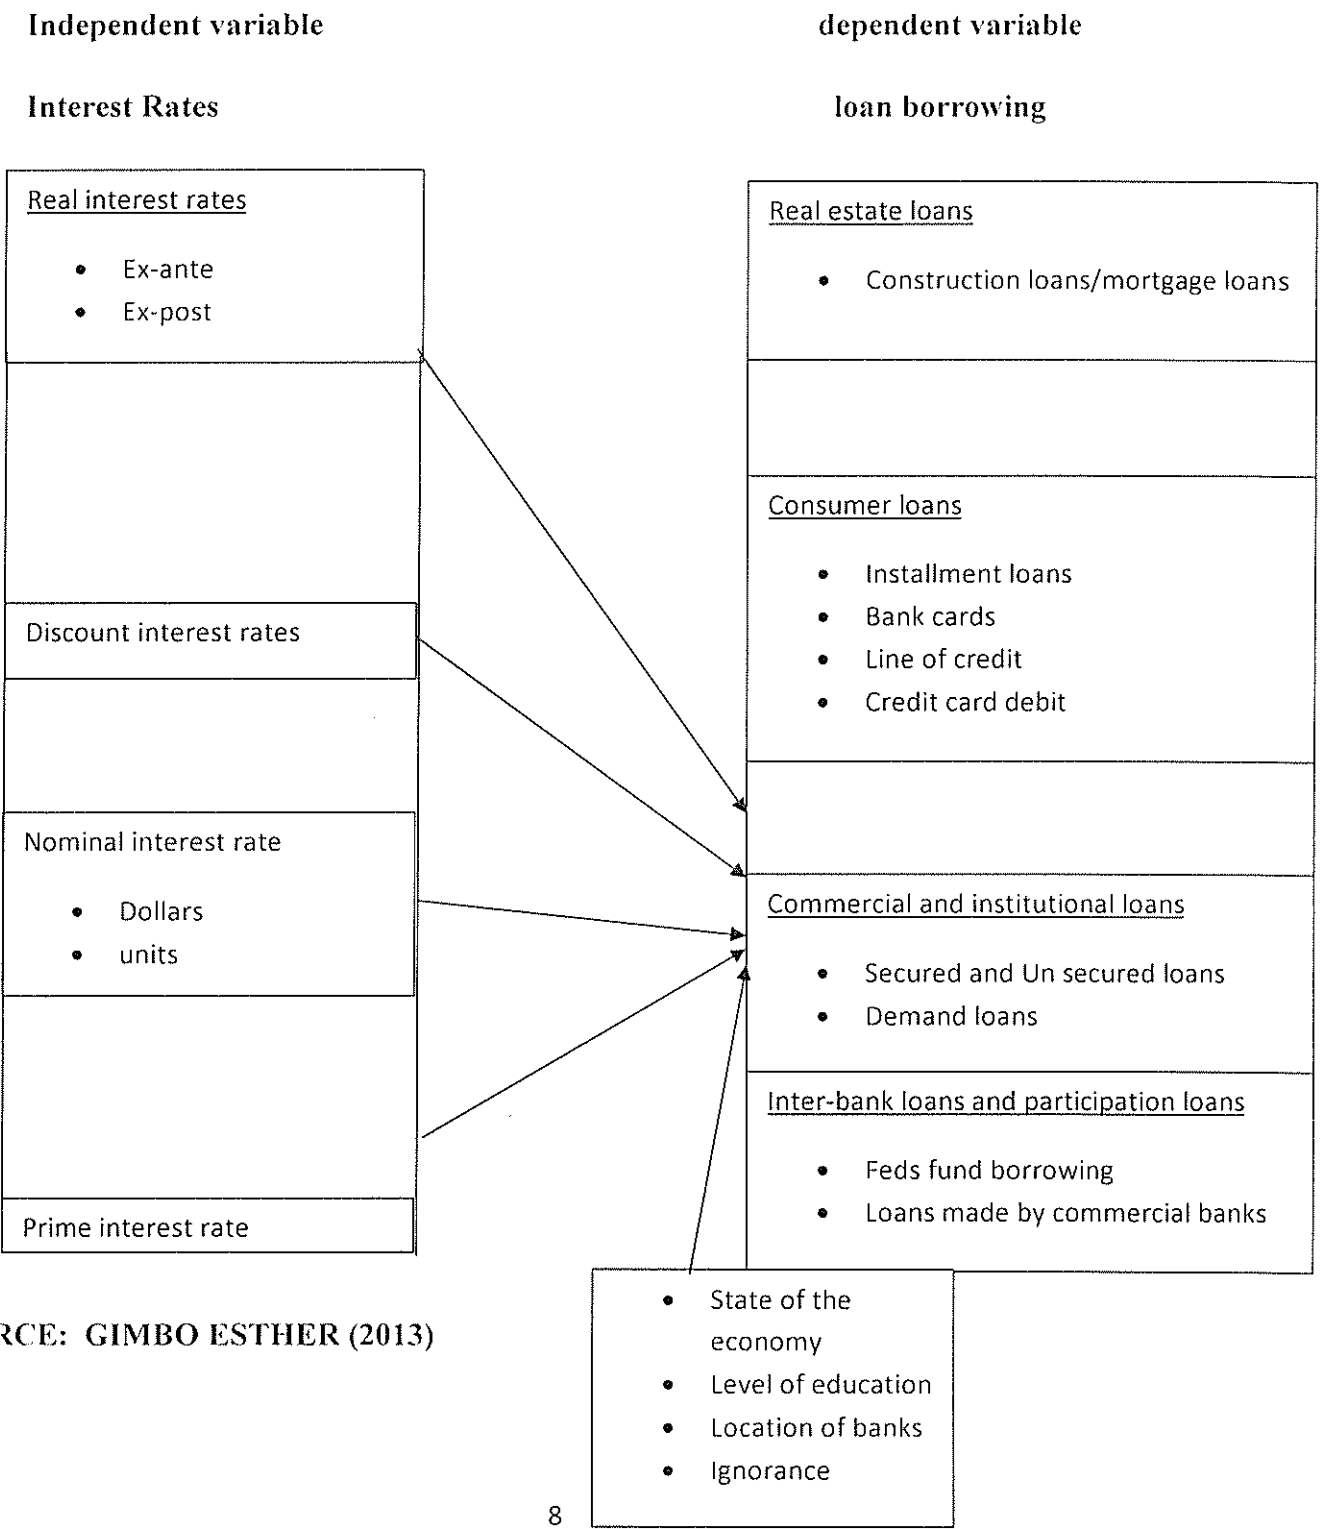 Independent variable
dependent variable
Interest Rates
loan borrowing
Real interest rates
• Ex-ante
• Ex-post
Discount interest rates
Nominal interest rate
• Dollars
• units
Prime interest rate
Real estate loans
• Construction loans/mortgage loans
Consumer loans
• Installment loans
• Bank cards
• Line of credit
• Credit card debit
Commercial and institutional loans
• Secured and Un secured loans
• Demand loans
Inter-bank loans and participation loans
• Feds fund borrowing
• Loans made by commercial banks
• State of the
economy
• Level of education
• Location of banks
• Ignorance
RCE: GIMBO ESTHER (2013)
8